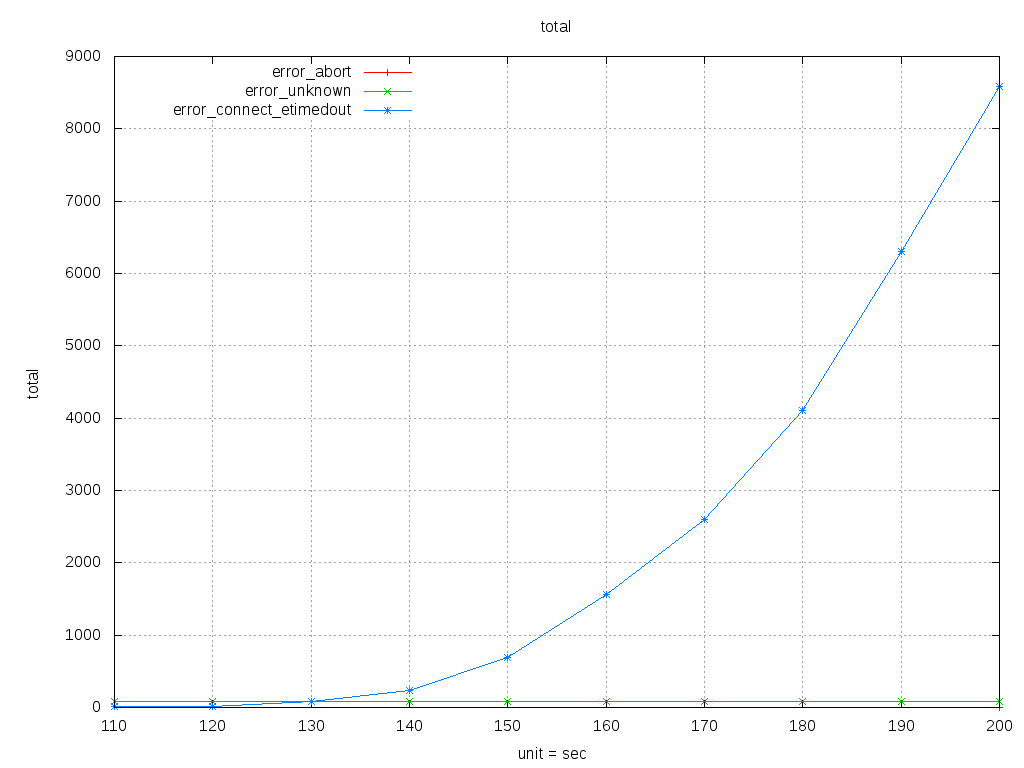 total
9000
8000
7000
6000
5000
4000
3000
2000
1000
0
total
error_abort
error_unknown
error_connect_etimedout
110 120 130 140 150 160 170 180 190 200
unit = sec